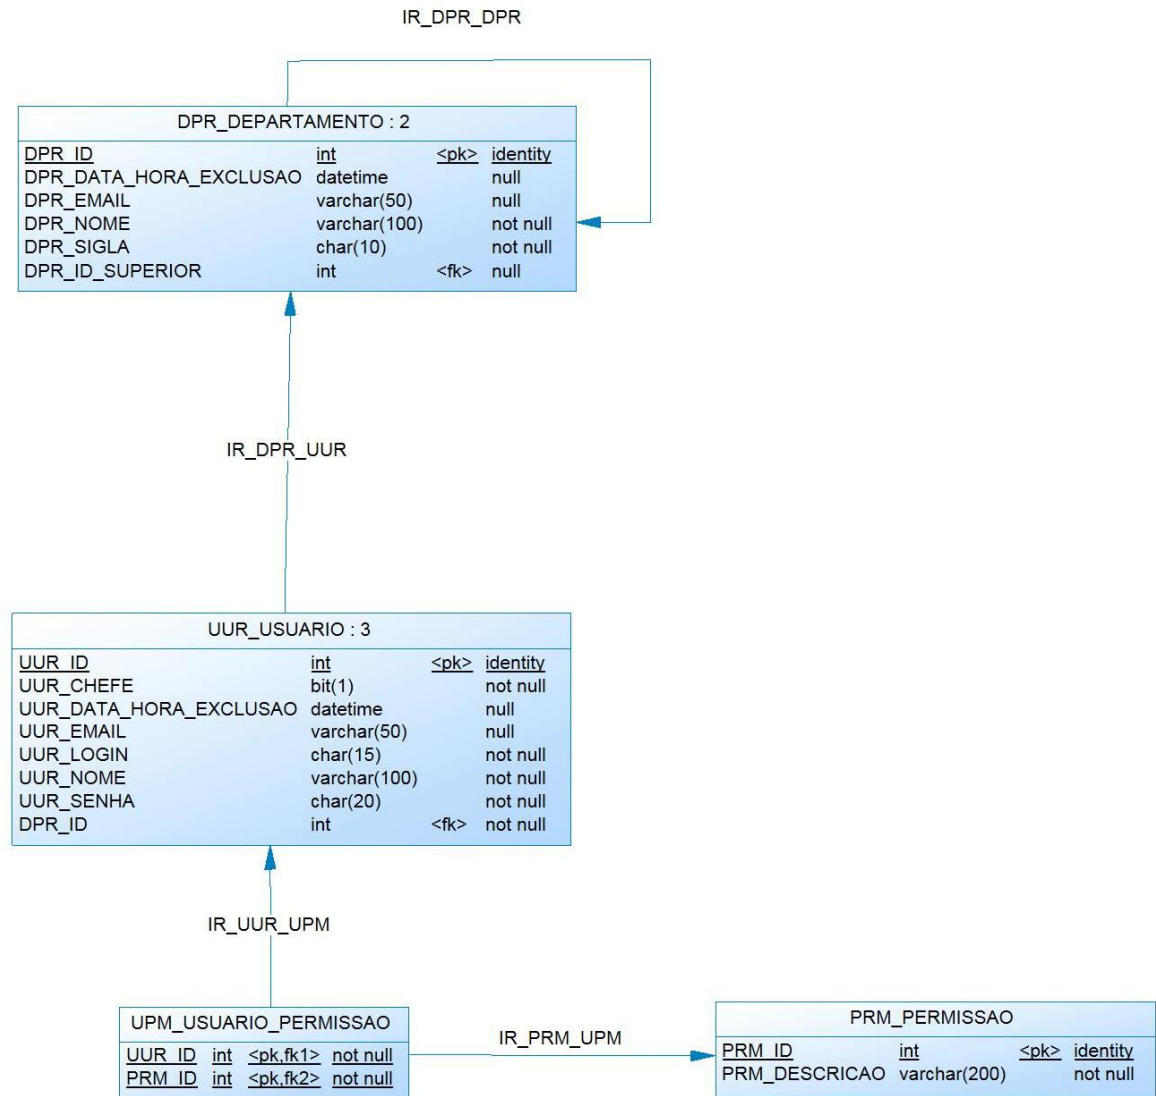 IR_DPR_DPR
DPR_DEPARTAMENTO : 2
DPR_ID int <pk> identity
DPR_DATA_HORA_EXCLUSAO datetime null
DPR_EMAIL varchar(50) null
DPR_NOME varchar(100) not null
DPR_SIGLA char(10) not null
DPR_ID_SUPERIOR int <fk> null
IR_DPR_UUR
UUR_USUARIO : 3
UUR_ID int <pk> identity
UUR_CHEFE bit(1) not null
UUR_DATA_HORA_EXCLUSAO datetime null
UUR_EMAIL varchar(50) null
UUR_LOGIN char(15) not null
UUR_NOME varchar(100) not null
UUR_SENHA char(20) not null
DPR_ID int <fk> not null
IR_UUR_UPM
UPM_USUARIO_PERMISSAO
UUR_ID int <pk,fk1> not null
PRM_ID int <pk,fk2> not null
IR_PRM_UPM
PRM_PERMISSAO
PRM_ID int <pk> identity
PRM_DESCRICAO varchar(200) not null